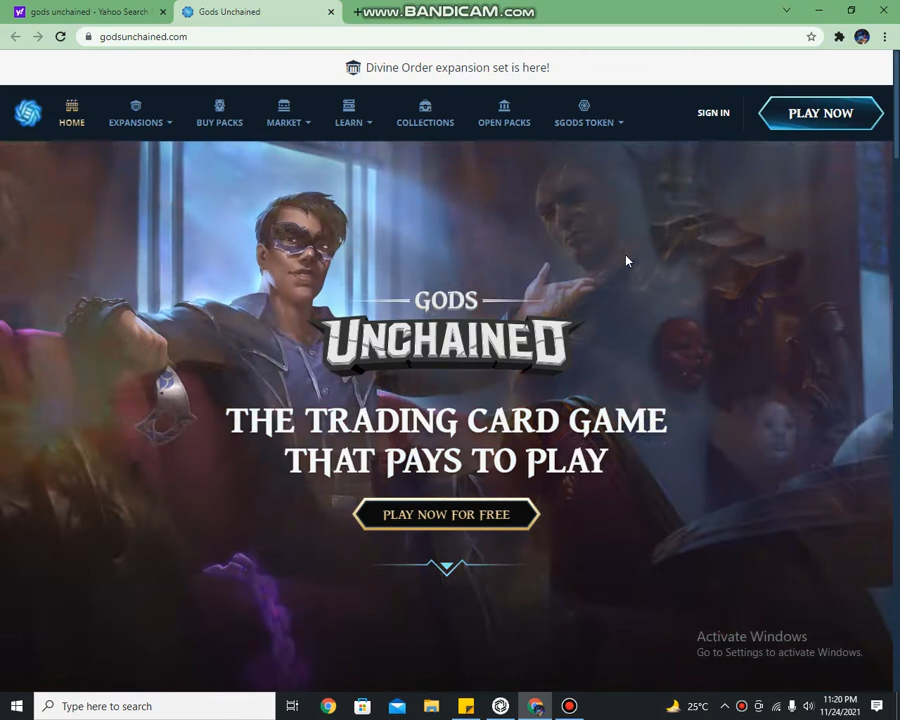 gods unchained - Yahoo Search
Gods Unchained
www.BANDICAM.com
godsunchained.com
Divine Order expansion set is here!
HOME
EXPANSIONS
BUY PACKS
MARKET
LEARN
COLLECTIONS
OPEN PACKS
$GODS TOKEN
SIGN IN
PLAY NOW
GODS
UNCHAINED
THE TRADING CARD GAME
THAT PAYS TO PLAY
PLAY NOW FOR FREE
Activate Windows
Go to Settings to activate Windows.
Type here to search
25°C
11:20 PM
11/24/2021